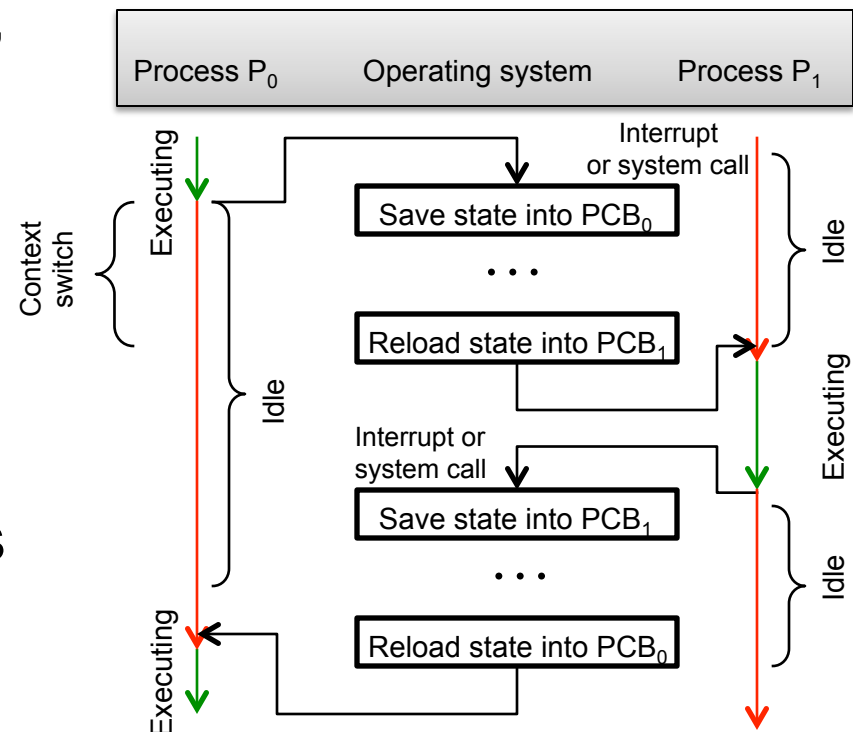 Process P₀ Operating system Process P₁
Executing
Interrupt
or system call
Save state into PCB₀
Idle
Context
switch
. . .
Reload state into PCB₁
Idle
Executing
Interrupt or
system call
Save state into PCB₁
. . .
Idle
Executing
Reload state into PCB₀